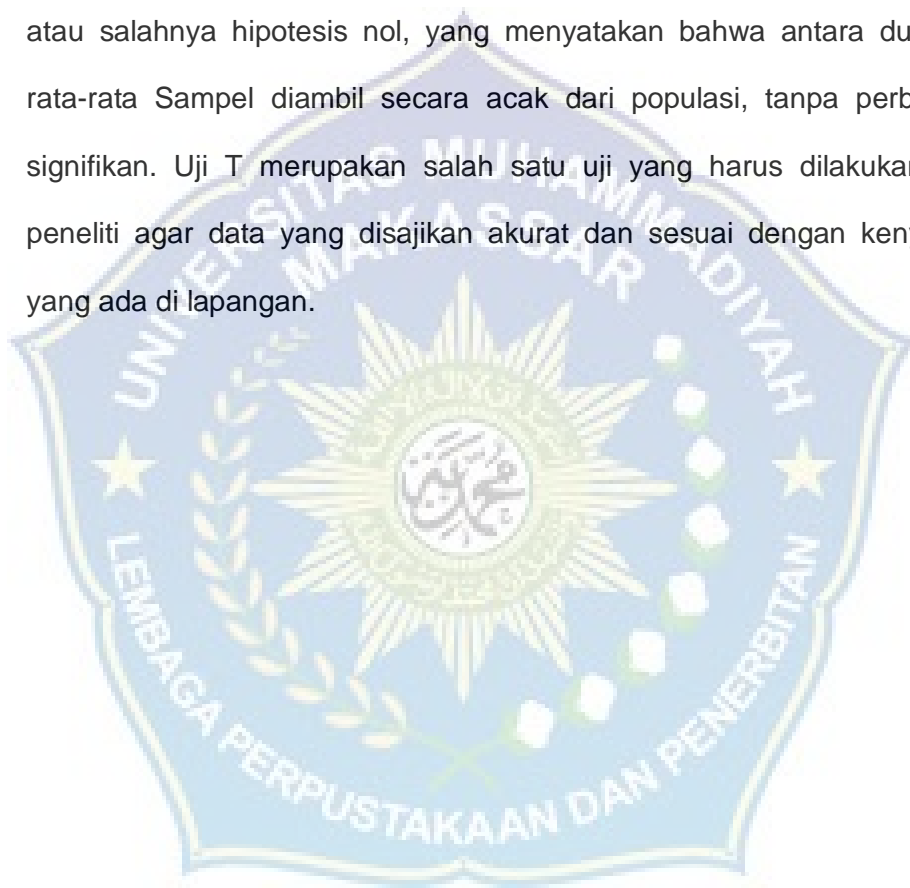 atau salahnya hipotesis nol, yang menyatakan bahwa antara du
rata-rata Sampel diambil secara acak dari populasi, tanpa perb
signifikan. Uji T merupakan salah satu uji yang harus dilakukan
peneliti agar data yang disajikan akurat dan sesuai dengan keny
yang ada di lapangan.
UNIVERSITAS MUHAMMADIYAH
MAKASSAR
محمدية
LEMBAGA PERPUSTAKAAN DAN PENERBITAN